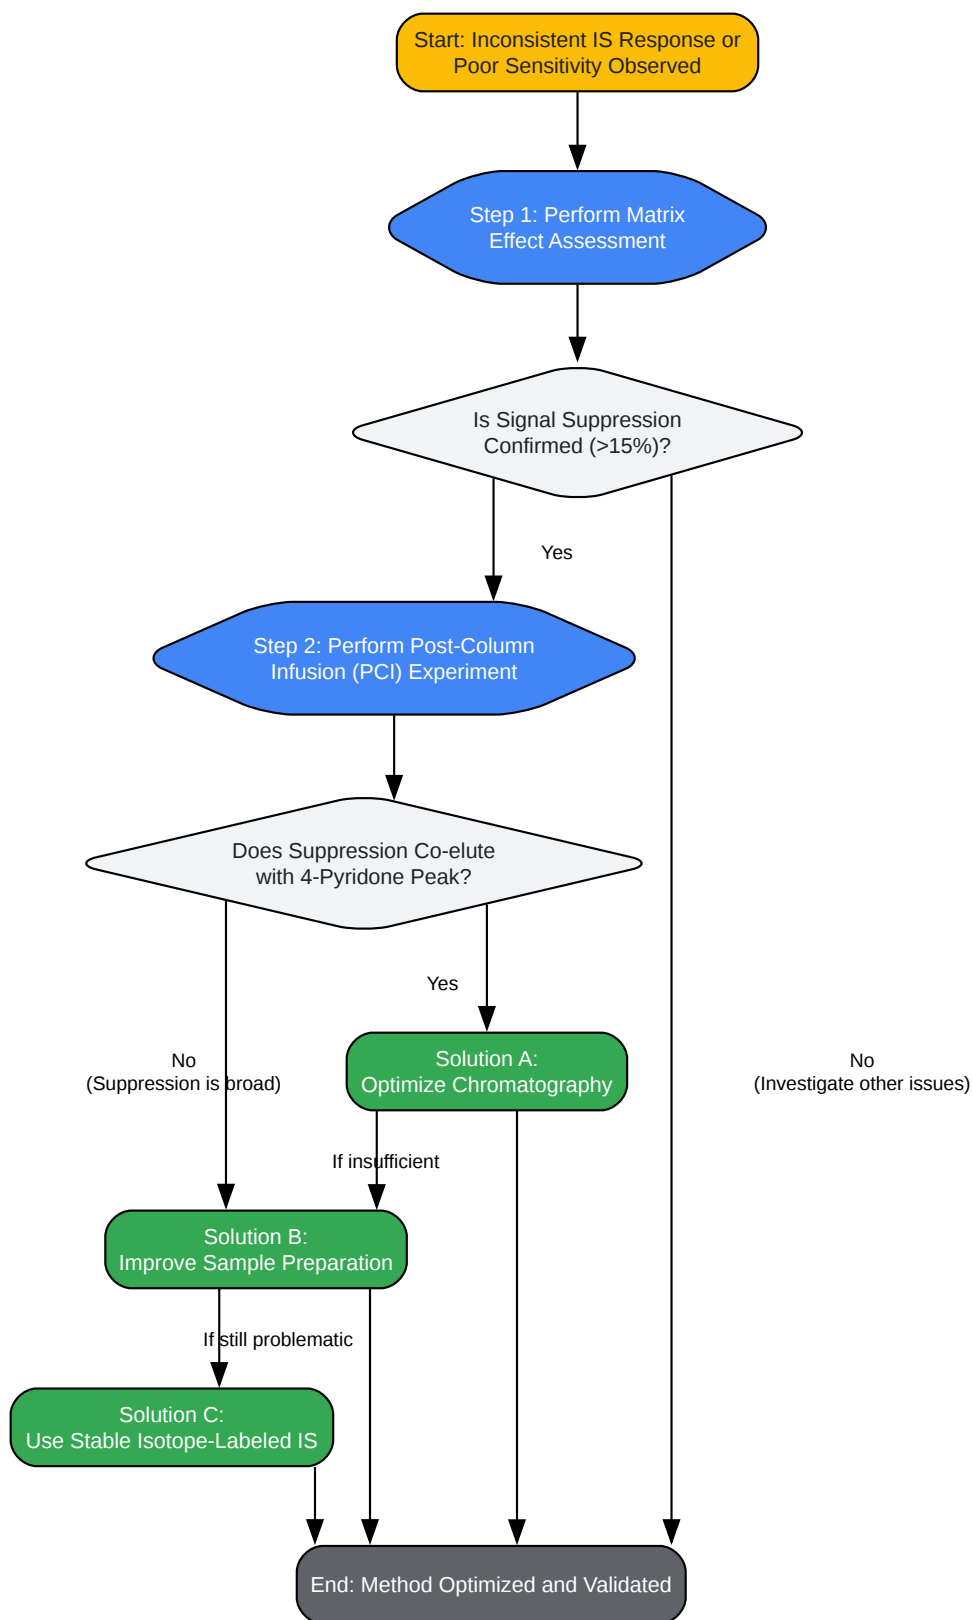 Start: Inconsistent IS Response or
Poor Sensitivity Observed
Step 1: Perform Matrix
Effect Assessment
Is Signal Suppression
Confirmed (>15%)?
Yes
Step 2: Perform Post-Column
Infusion (PCI) Experiment
Does Suppression Co-elute
with 4-Pyridone Peak?
Yes
Solution A:
Optimize Chromatography
No
(Suppression is broad)
No
(Investigate other issues)
If insufficient
Solution B:
Improve Sample Preparation
If still problematic
Solution C:
Use Stable Isotope-Labeled IS
End: Method Optimized and Validated